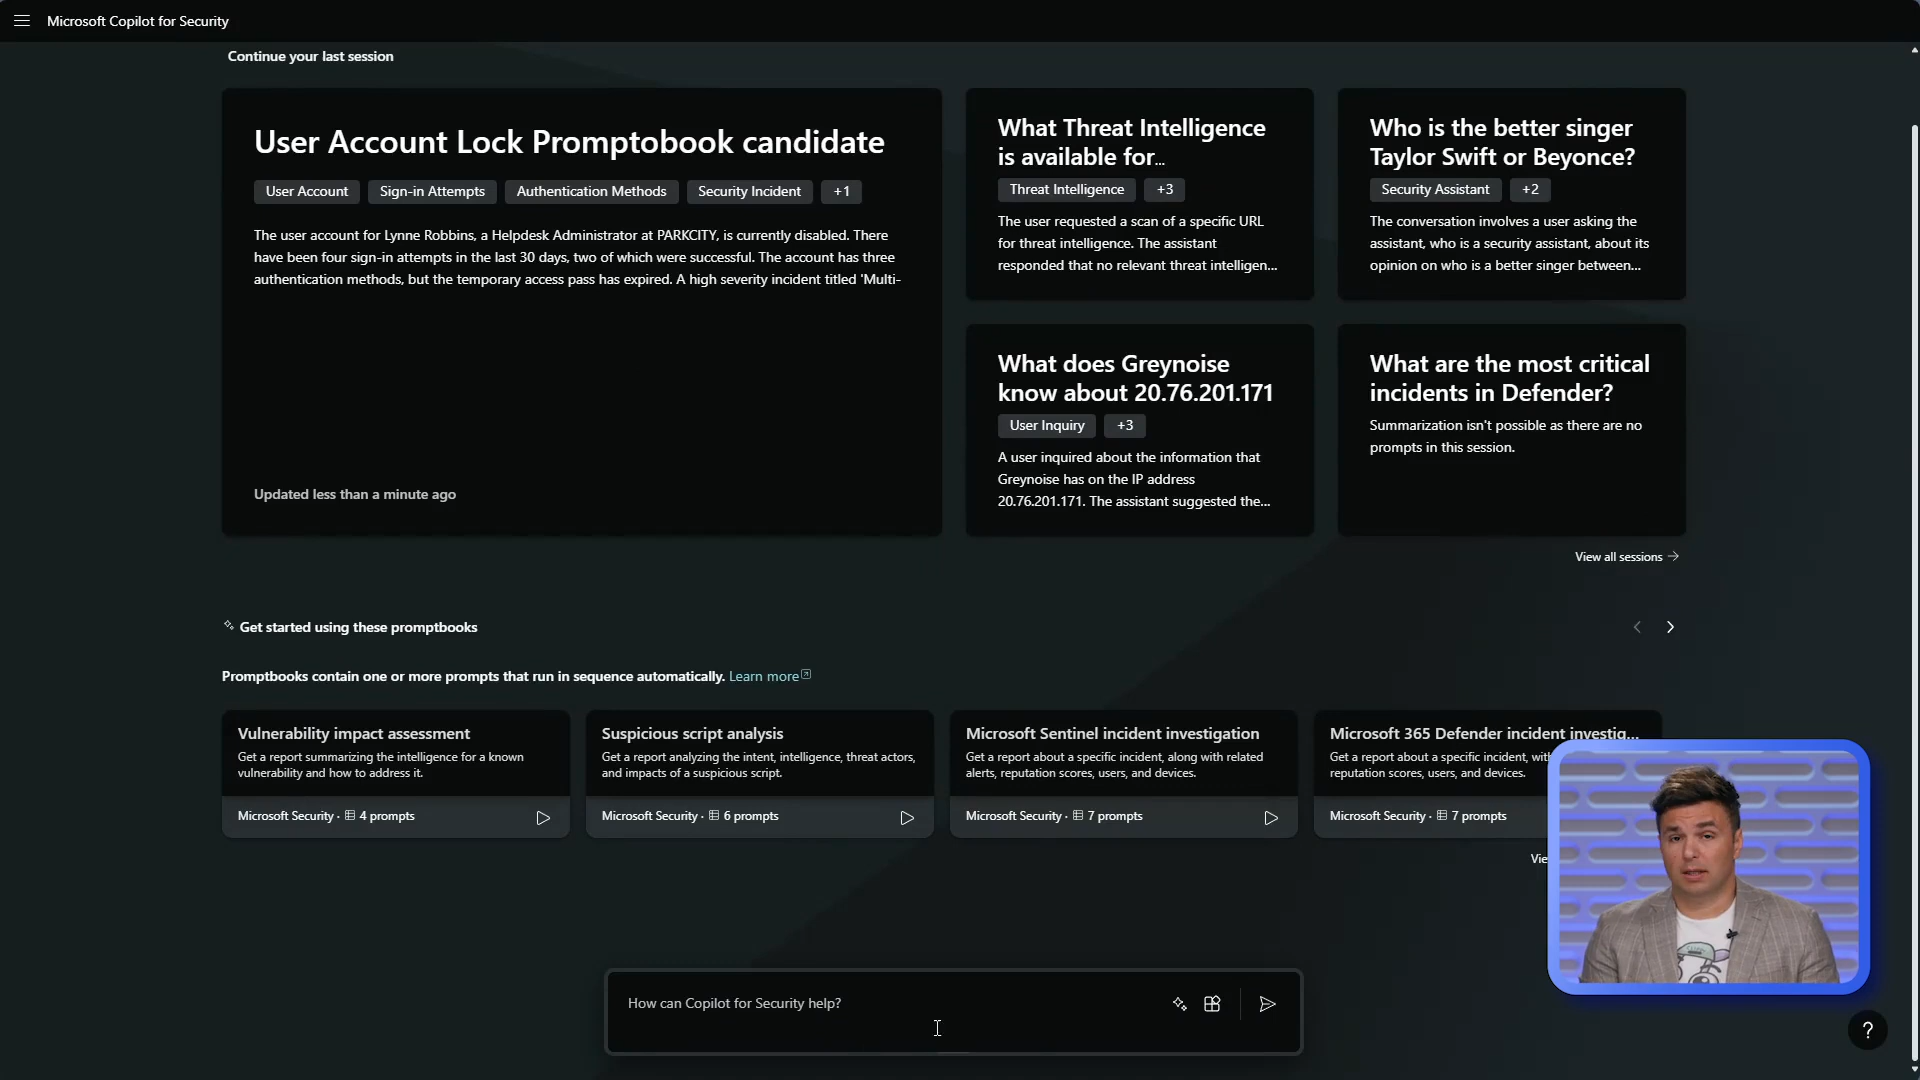 Microsoft Copilot for Security
Continue your last session
User Account Lock Promptobook candidate
User Account
Sign-in Attempts
Authentication Methods
Security Incident
+1
The user account for Lynne Robbins, a Helpdesk Administrator at PARKCITY, is currently disabled. There
have been four sign-in attempts in the last 30 days, two of which were successful. The account has three
authentication methods, but the temporary access pass has expired. A high severity incident titled 'Multi-
Updated less than a minute ago
What Threat Intelligence
is available for...
Threat Intelligence
+3
The user requested a scan of a specific URL
for threat intelligence. The assistant
responded that no relevant threat intelligen...
Who is the better singer
Taylor Swift or Beyonce?
Security Assistant
+2
The conversation involves a user asking the
assistant, who is a security assistant, about its
opinion on who is a better singer between...
What does Greynoise
know about 20.76.201.171
User Inquiry
+3
A user inquired about the information that
Greynoise has on the IP address
20.76.201.171. The assistant suggested the...
What are the most critical
incidents in Defender?
Summarization isn't possible as there are no
prompts in this session.
View all sessions
Get started using these promptbooks
Promptbooks contain one or more prompts that run in sequence automatically. Learn more
Vulnerability impact assessment
Get a report summarizing the intelligence for a known
vulnerability and how to address it.
Microsoft Security · 4 prompts
Suspicious script analysis
Get a report analyzing the intent, intelligence, threat actors,
and impacts of a suspicious script.
Microsoft Security · 6 prompts
Microsoft Sentinel incident investigation
Get a report about a specific incident, along with related
alerts, reputation scores, users, and devices.
Microsoft Security · 7 prompts
Microsoft 365 Defender incident investig...
Get a report about a specific incident, wit
reputation scores, users, and devices.
Microsoft Security · 7 prompts
Vie
How can Copilot for Security help?
?